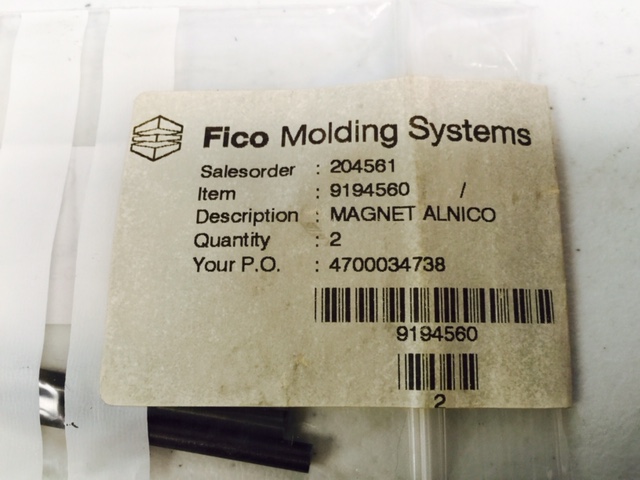 Fico Molding Systems
Salesorder : 204561
Item : 9194560 /
Description : MAGNET ALNICO
Quantity : 2
Your P.O. : 4700034738
9194560
2